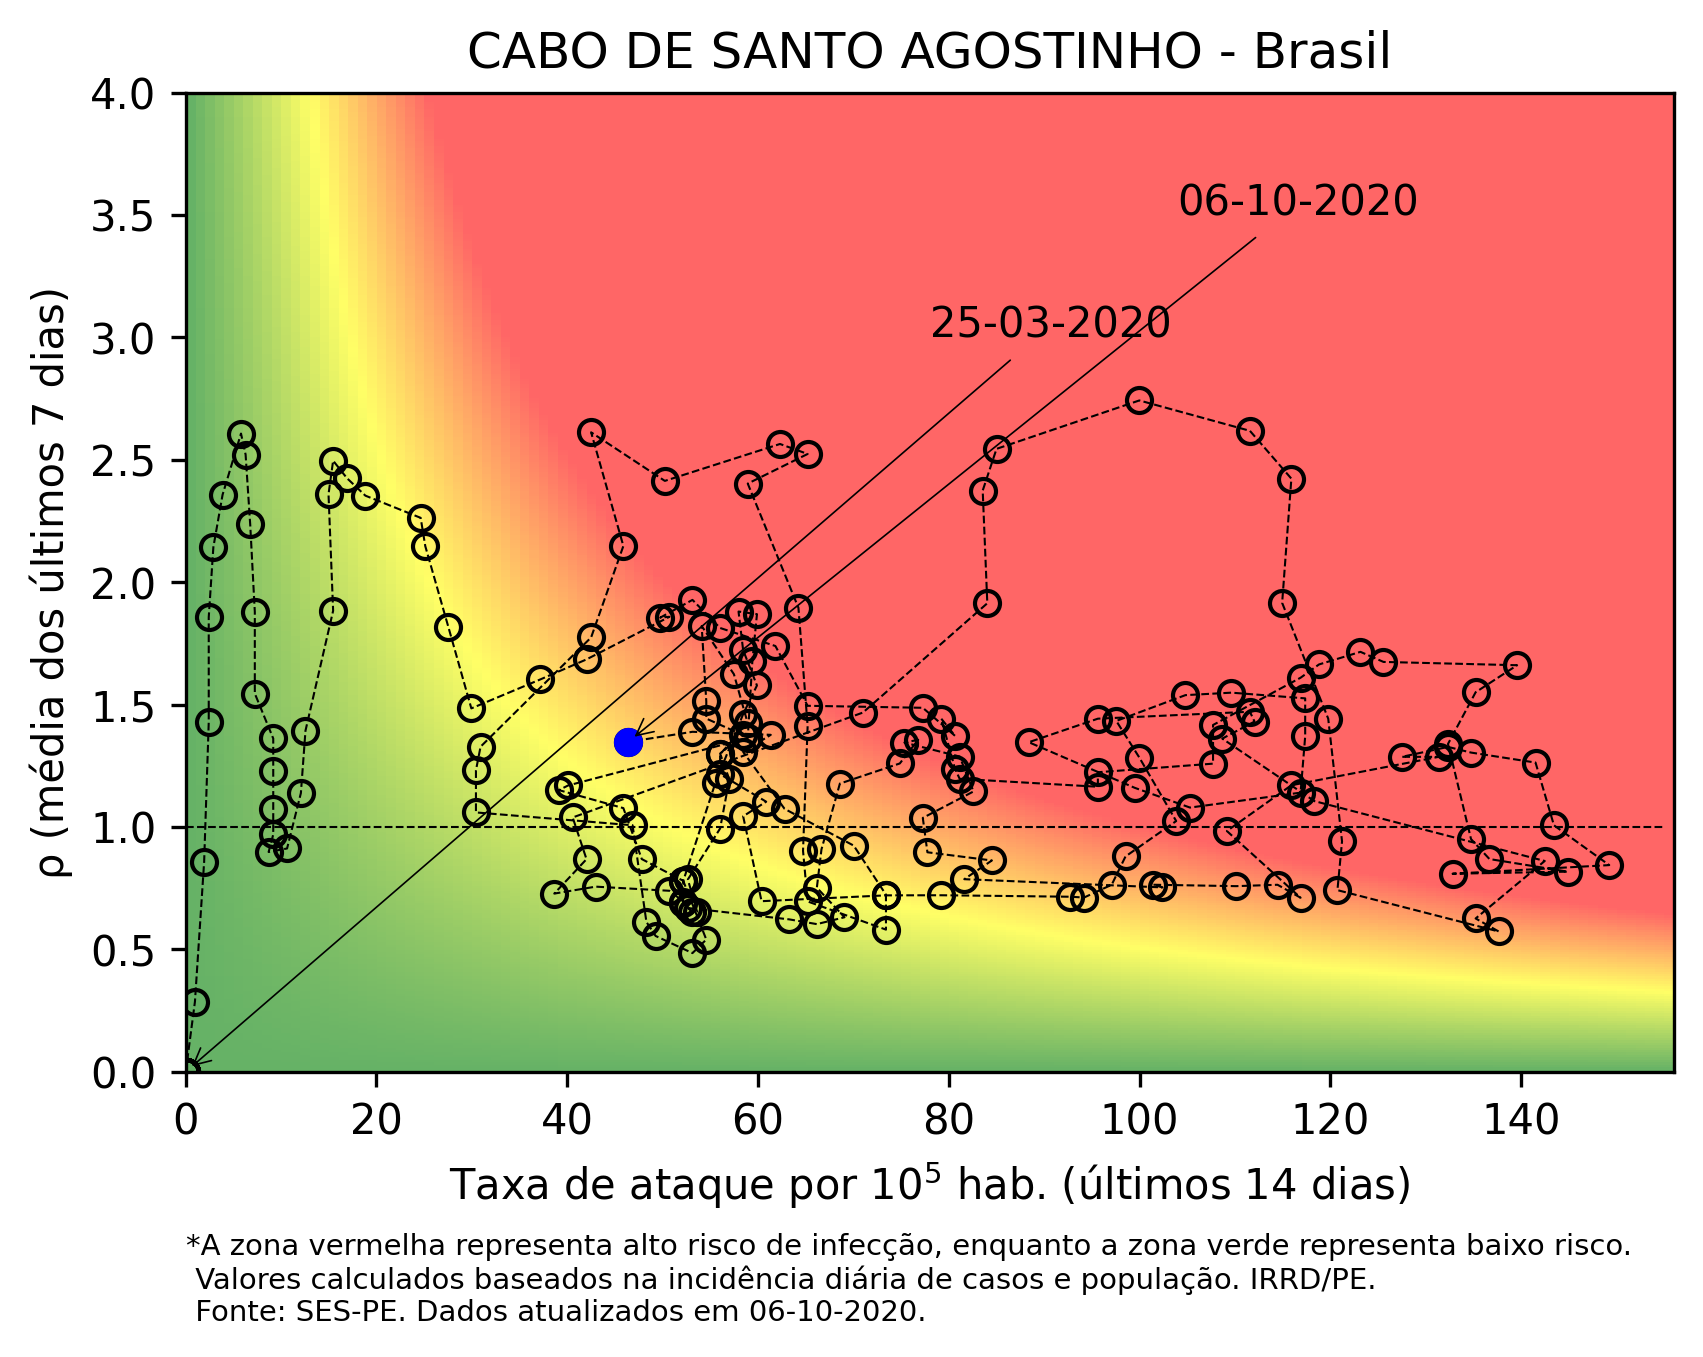 CABO DE SANTO AGOSTINHO - Brasil
4.0
3.5
3.0
2.5
2.0
1.5
1.0
0.5
0.0
ρ (média dos últimos 7 dias)
06-10-2020
25-03-2020
0 20 40 60 80 100 120 140
Taxa de ataque por 10⁵ hab. (últimos 14 dias)
*A zona vermelha representa alto risco de infecção, enquanto a zona verde representa baixo risco.
Valores calculados baseados na incidência diária de casos e população. IRRD/PE.
Fonte: SES-PE. Dados atualizados em 06-10-2020.